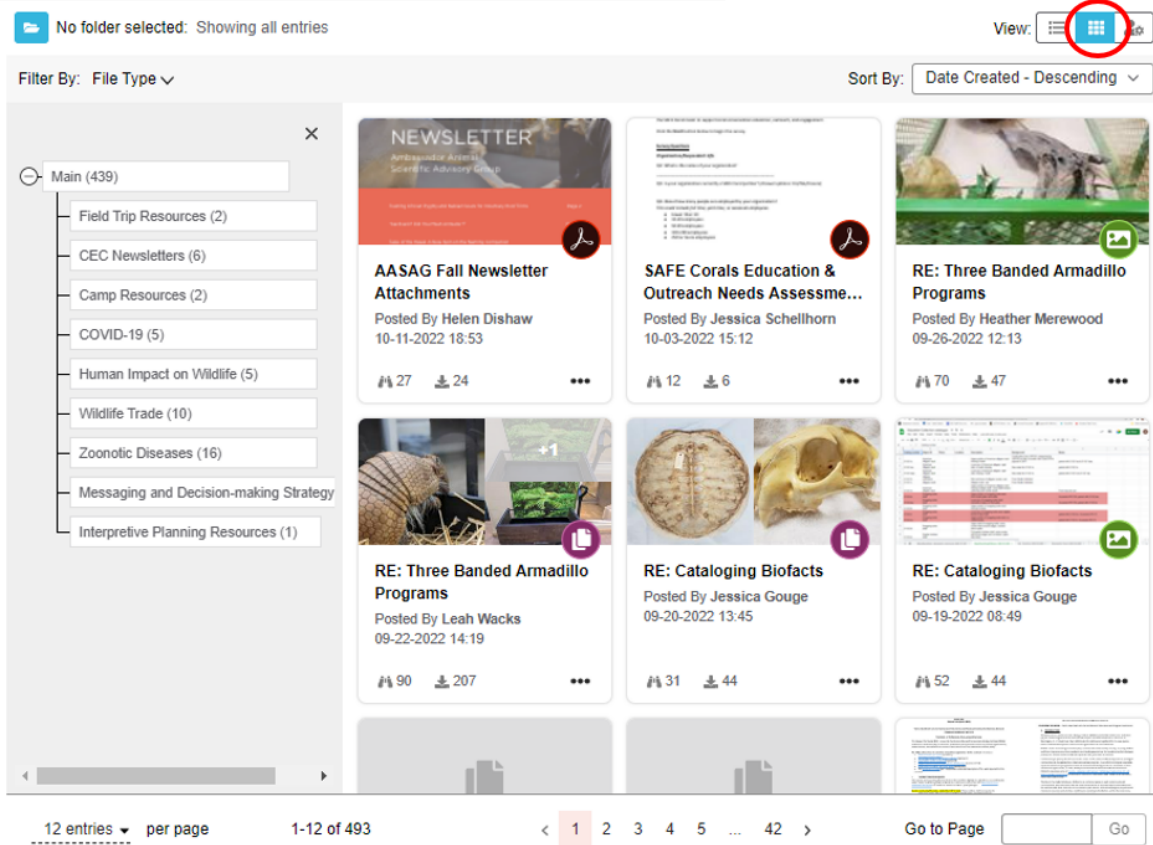 No folder selected: Showing all entries
View:
Filter By: File Type
Sort By: Date Created - Descending
Main (439)
Field Trip Resources (2)
CEC Newsletters (6)
Camp Resources (2)
COVID-19 (5)
Human Impact on Wildlife (5)
Wildlife Trade (10)
Zoonotic Diseases (16)
Messaging and Decision-making Strategy
Interpretive Planning Resources (1)
NEWSLETTER
Ambassador Animal
Scientific Advisory Group
AASAG Fall Newsletter
Attachments
Posted By Helen Dishaw
10-11-2022 18:53
27 24
SAFE Corals Education &
Outreach Needs Assessme...
Posted By Jessica Schellhorn
10-03-2022 15:12
12 6
RE: Three Banded Armadillo
Programs
Posted By Heather Merewood
09-26-2022 12:13
70 47
+1
RE: Three Banded Armadillo
Programs
Posted By Leah Wacks
09-22-2022 14:19
90 207
RE: Cataloging Biofacts
Posted By Jessica Gouge
09-20-2022 13:45
31 44
RE: Cataloging Biofacts
Posted By Jessica Gouge
09-19-2022 08:49
52 44
12 entries per page
1-12 of 493
1 2 3 4 5 ... 42
Go to Page Go